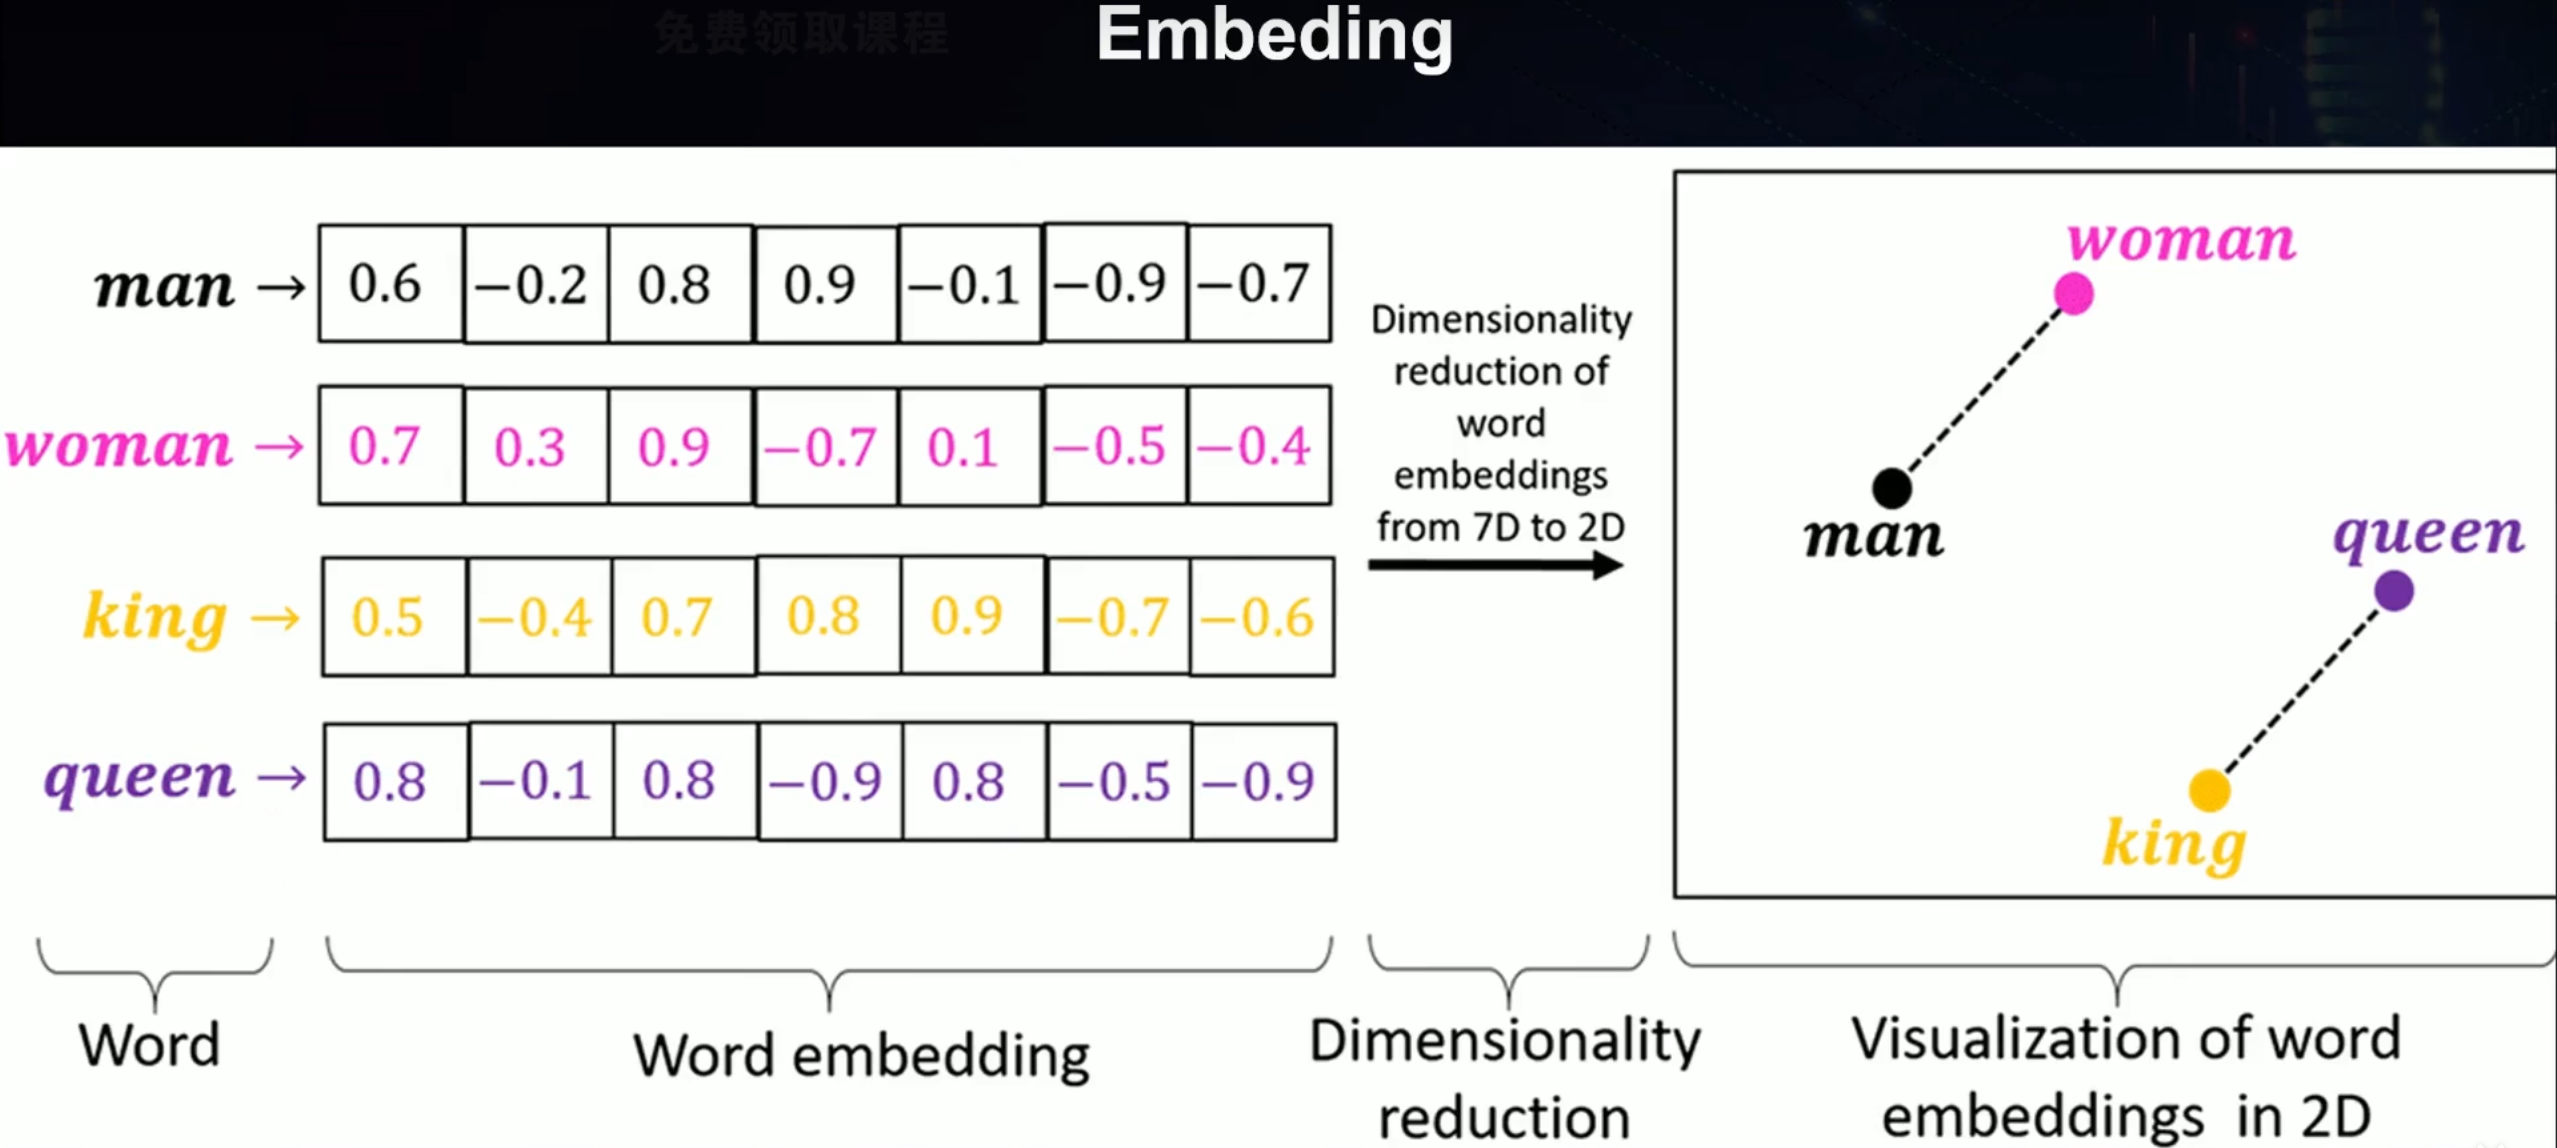 免费领取课程
Embeding
man → 0.6 −0.2 0.8 0.9 −0.1 −0.9 −0.7
woman → 0.7 0.3 0.9 −0.7 0.1 −0.5 −0.4
king → 0.5 −0.4 0.7 0.8 0.9 −0.7 −0.6
queen → 0.8 −0.1 0.8 −0.9 0.8 −0.5 −0.9
Dimensionality
reduction of
word
embeddings
from 7D to 2D
woman
man
queen
king
Word
Word embedding
Dimensionality
reduction
Visualization of word
embeddings in 2D